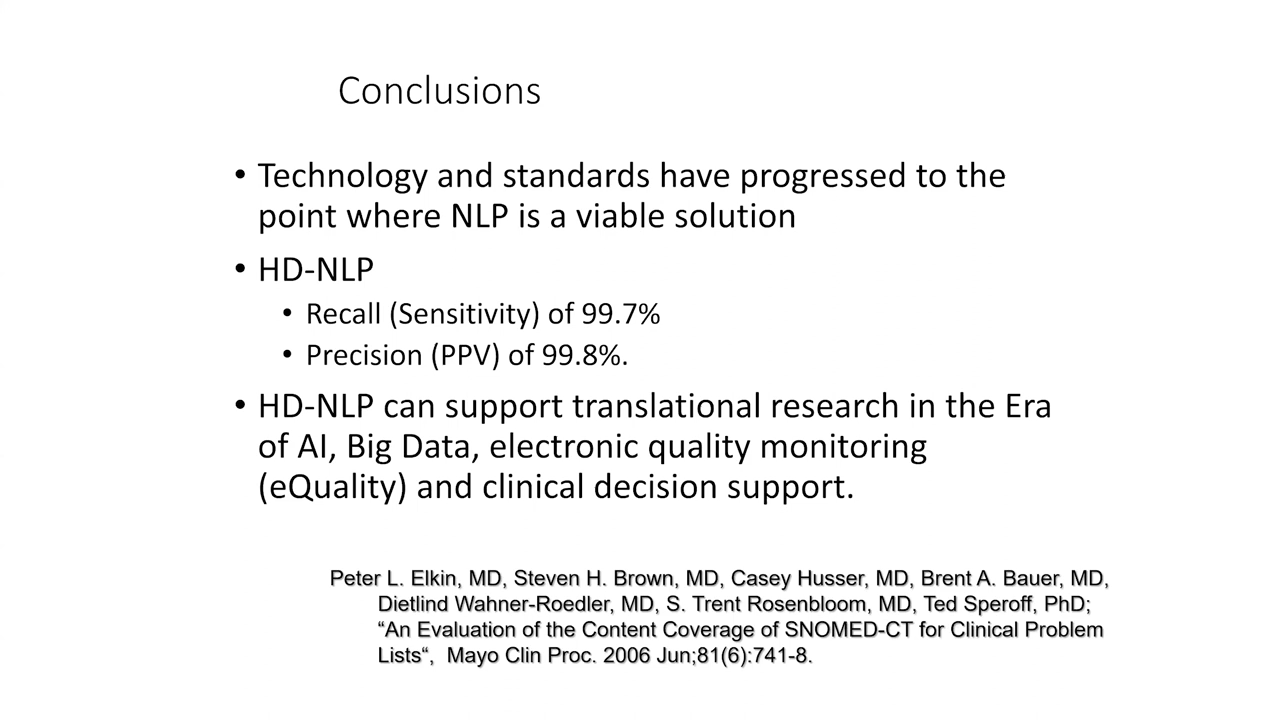 Conclusions
• Technology and standards have progressed to the
point where NLP is a viable solution
• HD-NLP
• Recall (Sensitivity) of 99.7%
• Precision (PPV) of 99.8%.
• HD-NLP can support translational research in the Era
of AI, Big Data, electronic quality monitoring
(eQuality) and clinical decision support.
Peter L. Elkin, MD, Steven H. Brown, MD, Casey Husser, MD, Brent A. Bauer, MD,
Dietlind Wahner-Roedler, MD, S. Trent Rosenbloom, MD, Ted Speroff, PhD;
“An Evaluation of the Content Coverage of SNOMED-CT for Clinical Problem
Lists“, Mayo Clin Proc. 2006 Jun;81(6):741-8.